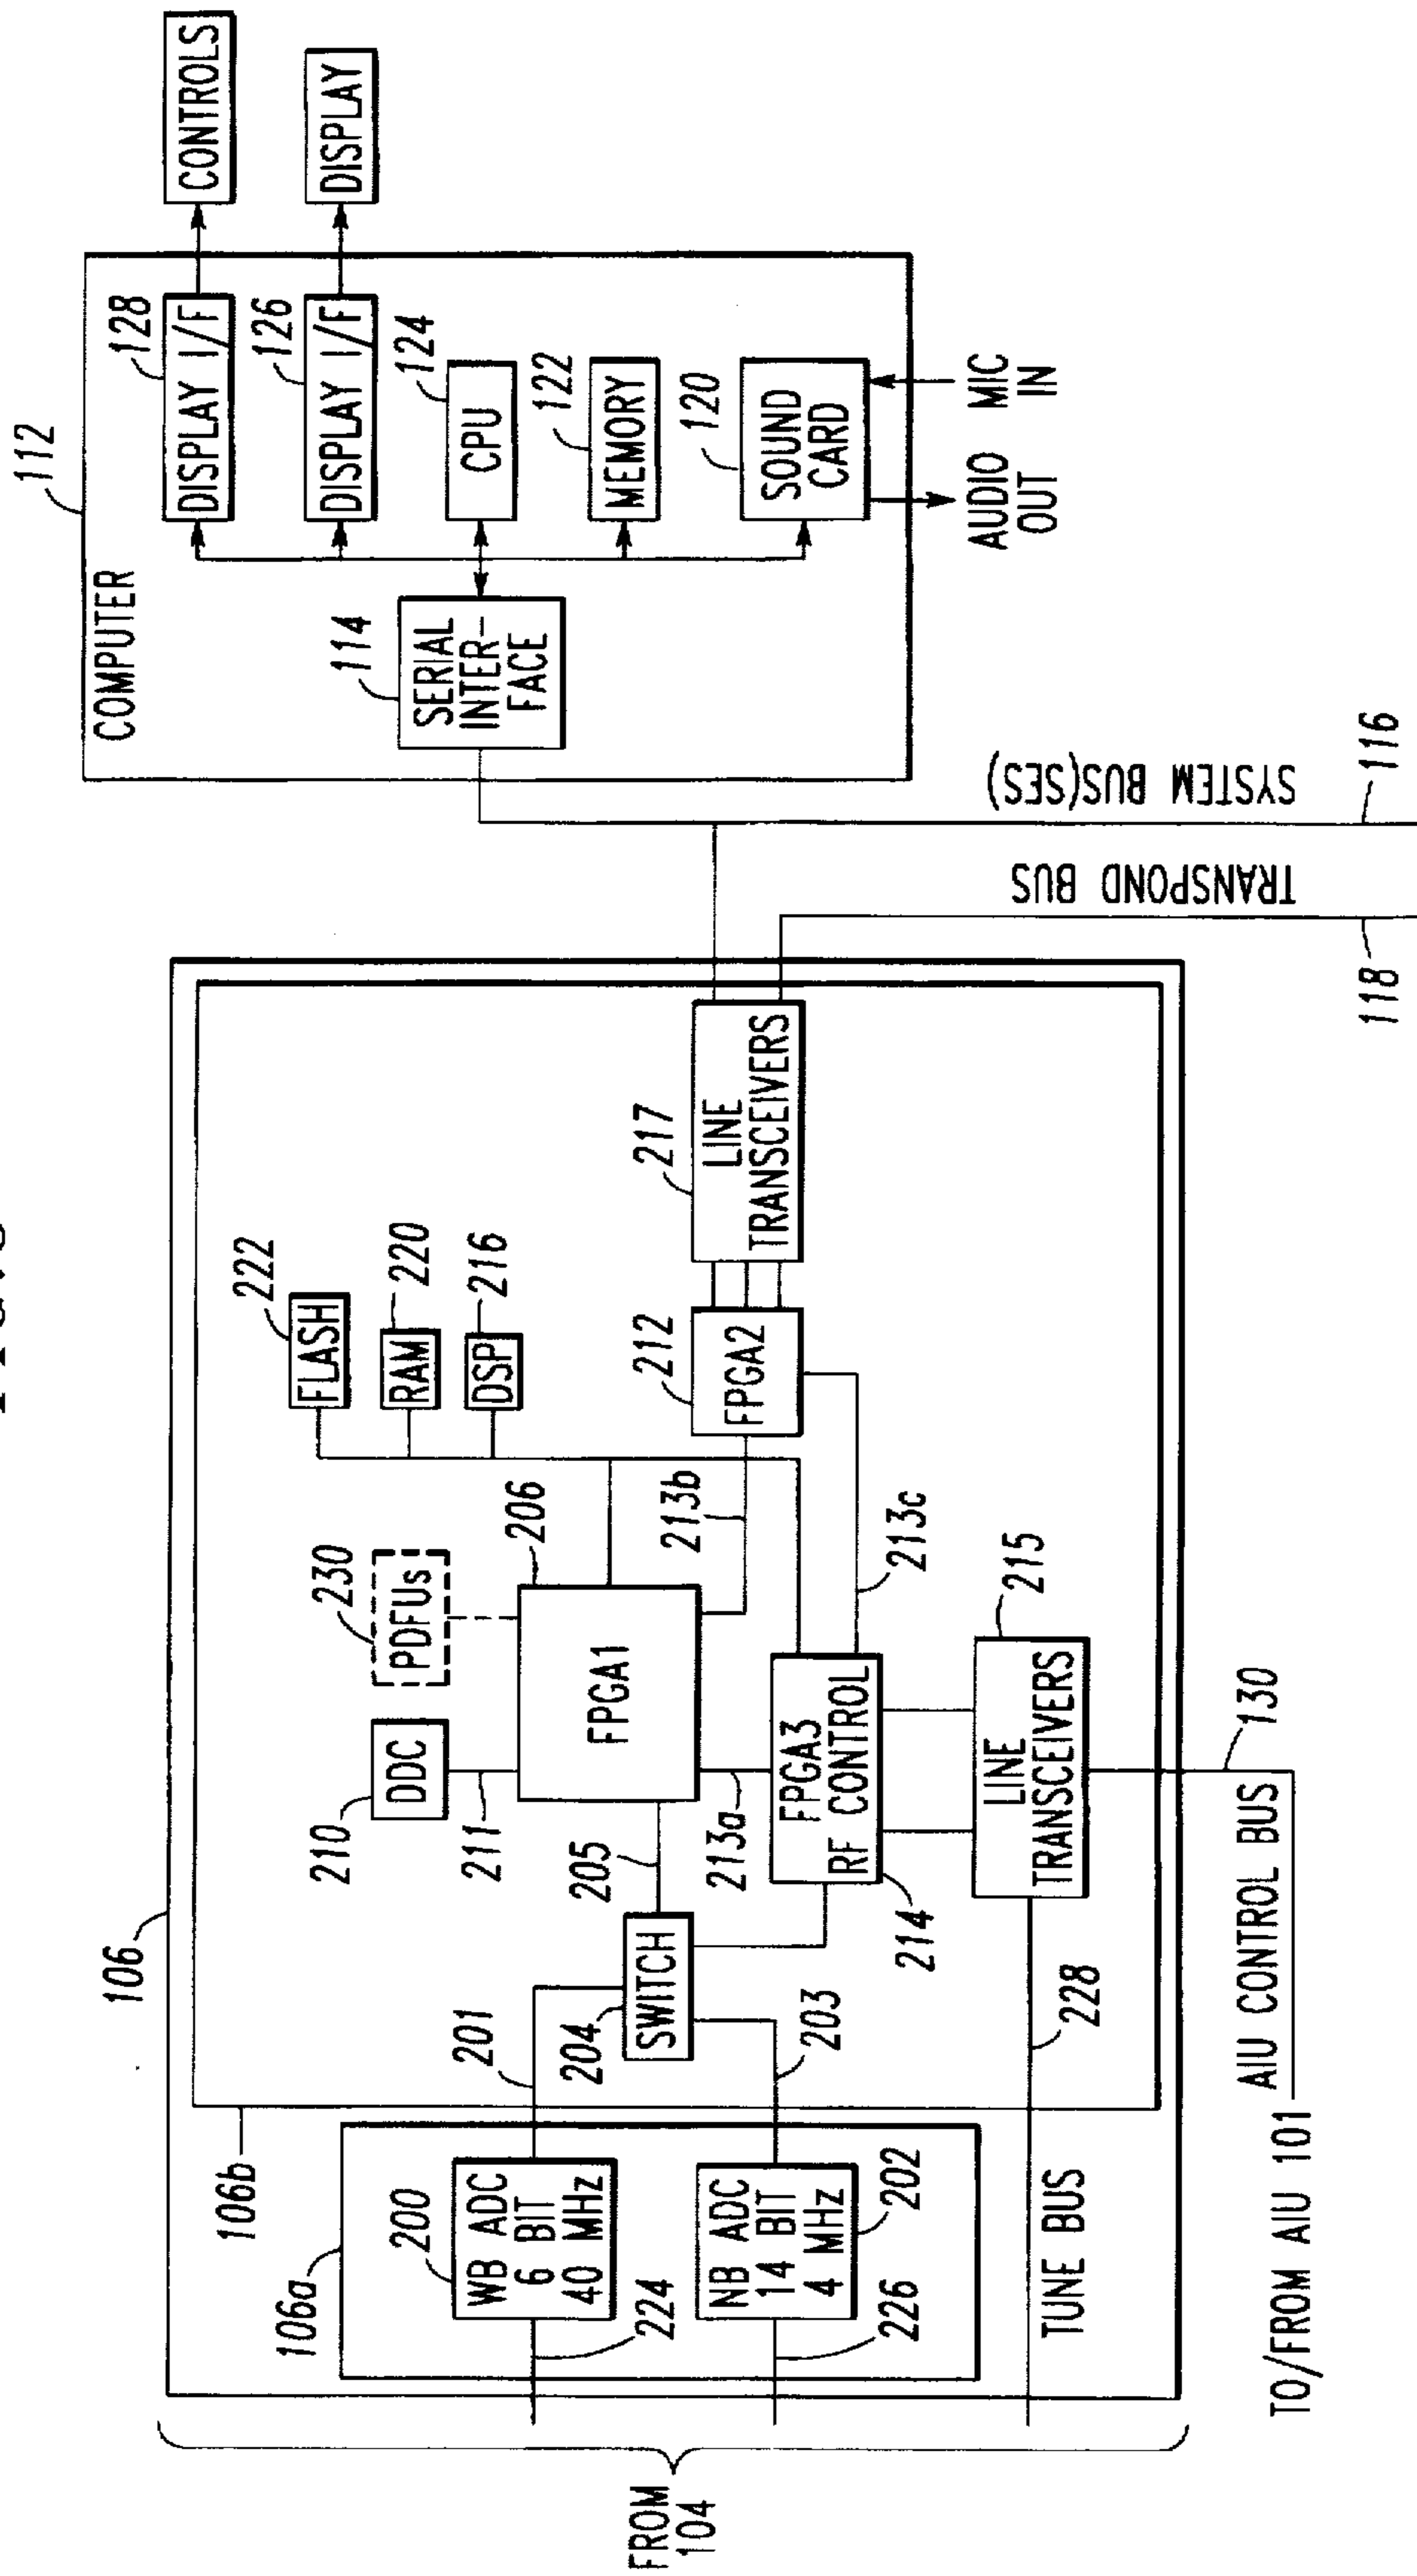 112
COMPUTER
128
DISPLAY I/F
CONTROLS
126
DISPLAY I/F
DISPLAY
124
CPU
114
SERIAL
INTER-
FACE
122
MEMORY
120
SOUND
CARD
AUDIO
OUT
MIC
IN
SYSTEM BUS(SES)
116
TRANSPOND
BUS
118
106
106b
106a
FROM
104
200
WB ADC
6 BIT
40 MHz
224
201
202
NB ADC
14 BIT
4 MHz
226
203
204
SWITCH
205
210
DDC
211
230
PDFUs
206
FPGA1
222
FLASH
220
RAM
216
DSP
213a
213b
213c
212
FPGA2
217
LINE
TRANSCEIVERS
FPGA3
RF CONTROL
214
215
LINE
TRANSCEIVERS
TUNE BUS
228
130
AIU CONTROL BUS
TO/FROM AIU 101